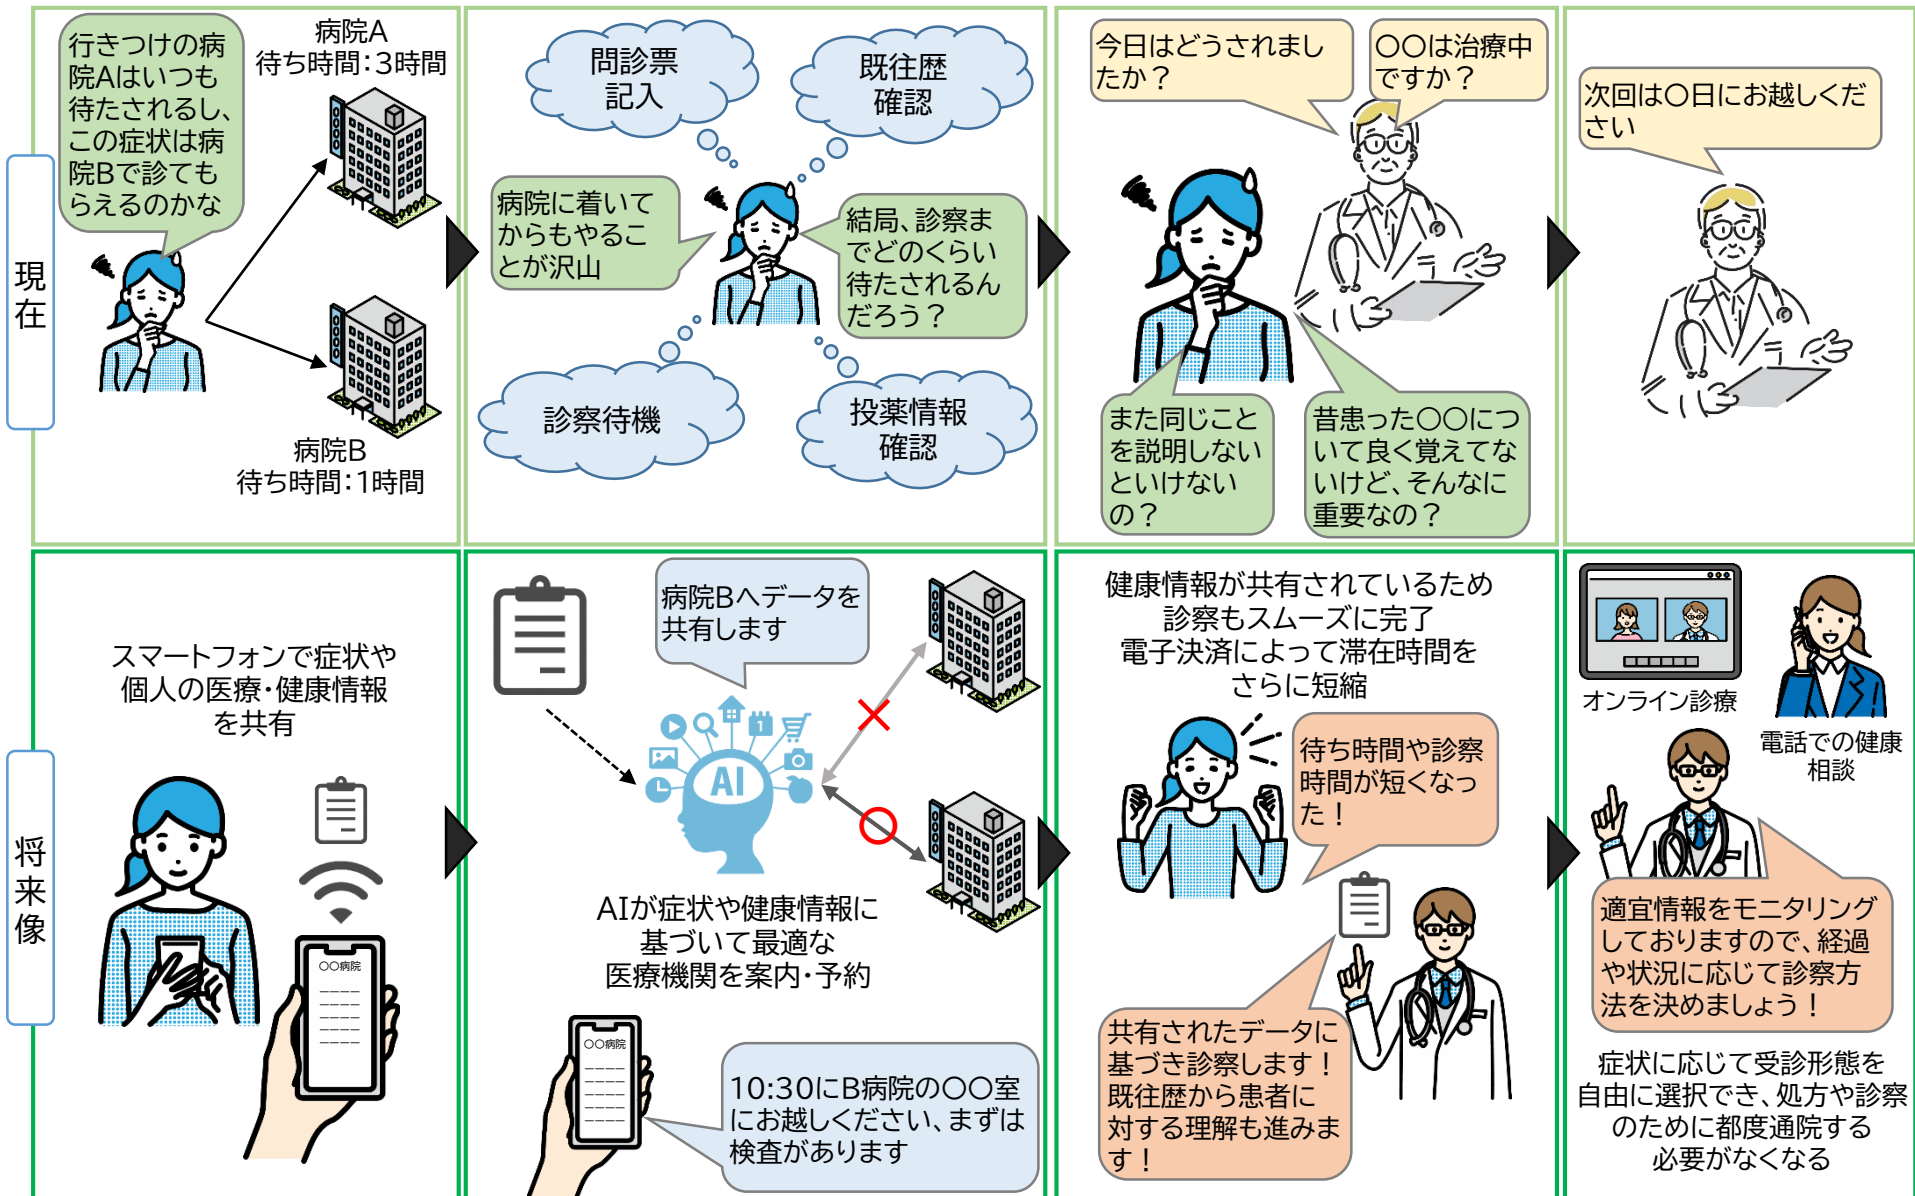 現在
行きつけの病
院Aはいつも
待たされるし、
この症状は病
院Bで診ても
らえるのかな
病院A
待ち時間：3時間
病院B
待ち時間：1時間
問診票
記入
既往歴
確認
病院に着いて
からもやるこ
とが沢山
結局、診察ま
でどのくらい
待たされるん
だろう？
診察待機
投薬情報
確認
今日はどうされまし
たか？
〇〇は治療中
ですか？
また同じこと
を説明しない
といけない
の？
昔患った〇〇につ
いて良く覚えてな
いけど、そんなに
重要なの？
次回は〇日にお越しくだ
さい
将来像
スマートフォンで症状や
個人の医療・健康情報
を共有
〇〇病院
病院Bへデータを
共有します
1
AI
AIが症状や健康情報に
基づいて最適な
医療機関を案内・予約
〇〇病院
10:30にB病院の〇〇室
にお越しください、まずは
検査があります
健康情報が共有されているため
診察もスムーズに完了
電子決済によって滞在時間を
さらに短縮
待ち時間や診察
時間が短くなっ
た！
共有されたデータに
基づき診察します！
既往歴から患者に
対する理解も進みま
す！
オンライン診療
電話での健康
相談
適宜情報をモニタリング
しておりますので、経過
や状況に応じて診察方
法を決めましょう！
症状に応じて受診形態を
自由に選択でき、処方や診察
のために都度通院する
必要がなくなる